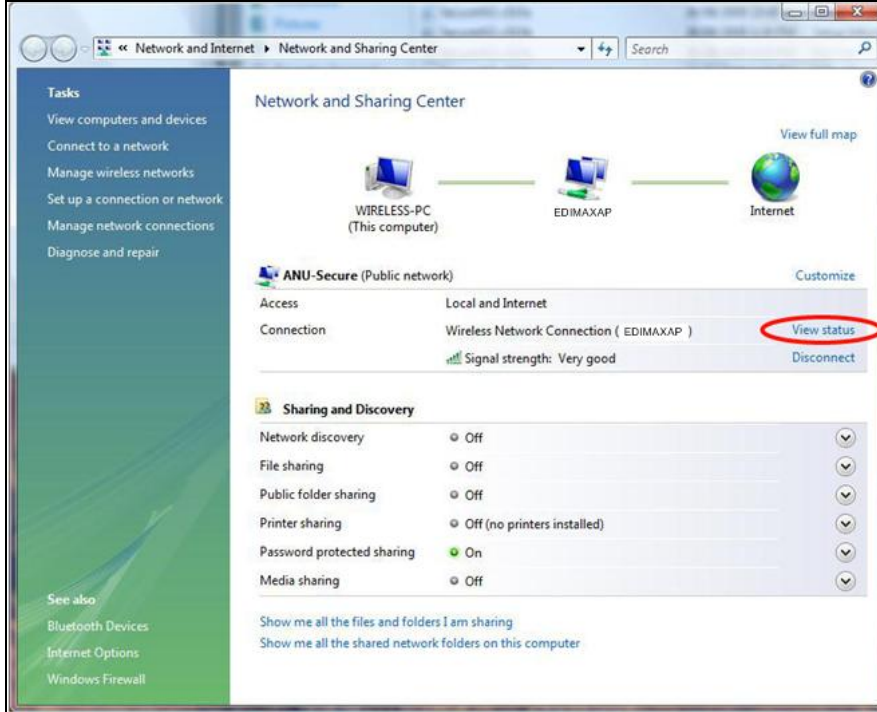 « Network and Internet ▸ Network and Sharing Center
Search
Tasks
View computers and devices
Connect to a network
Manage wireless networks
Set up a connection or network
Manage network connections
Diagnose and repair
See also
Bluetooth Devices
Internet Options
Windows Firewall
Network and Sharing Center
View full map
WIRELESS-PC
(This computer)
EDIMAXAP
Internet
ANU-Secure (Public network) Customize
Access Local and Internet
Connection Wireless Network Connection ( EDIMAXAP ) View status
Signal strength: Very good Disconnect
Sharing and Discovery
Network discovery Off
File sharing Off
Public folder sharing Off
Printer sharing Off (no printers installed)
Password protected sharing On
Media sharing Off
Show me all the files and folders I am sharing
Show me all the shared network folders on this computer